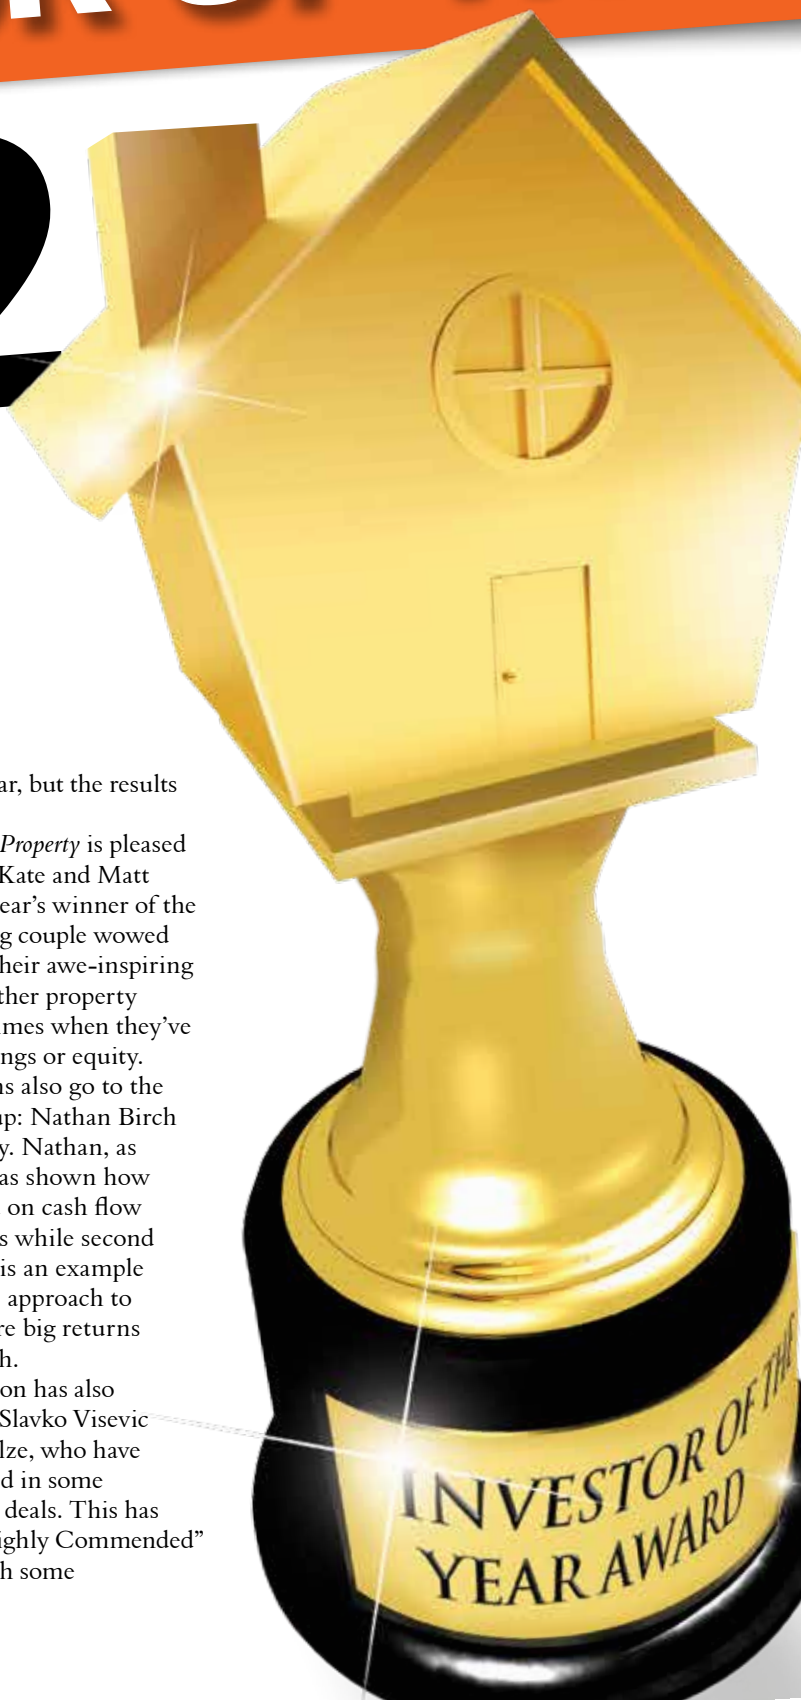 R OF
2
ar, but the results
Property is pleased
Kate and Matt
ear's winner of the
g couple wowed
heir awe-inspiring
ther property
mes when they've
ngs or equity.
ns also go to the
up: Nathan Birch
y. Nathan, as
as shown how
on cash flow
s while second
is an example
approach to
re big returns
h.
on has also
Slavko Visevic
lze, who have
d in some
deals. This has
ighly Commended”
h some
INVESTOR OF THE
YEAR AWARD